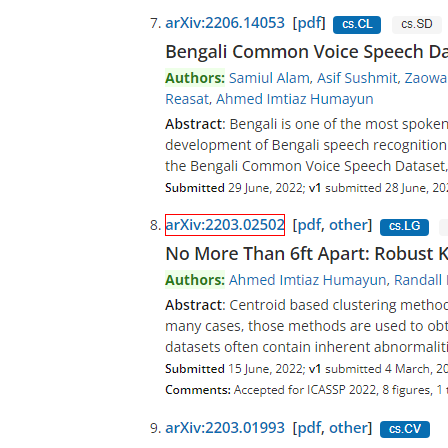 7. arXiv:2206.14053 [pdf] cs.CL cs.SD
Bengali Common Voice Speech Da
Authors: Samiul Alam, Asif Sushmit, Zaowa
Reasat, Ahmed Imtiaz Humayun
Abstract: Bengali is one of the most spoken
development of Bengali speech recognition
the Bengali Common Voice Speech Dataset,
Submitted 29 June, 2022; v1 submitted 28 June, 20
8. arXiv:2203.02502 [pdf, other] cs.LG
No More Than 6ft Apart: Robust K
Authors: Ahmed Imtiaz Humayun, Randall
Abstract: Centroid based clustering method
many cases, those methods are used to obt
datasets often contain inherent abnormaliti
Submitted 15 June, 2022; v1 submitted 4 March, 20
Comments: Accepted for ICASSP 2022, 8 figures, 1
9. arXiv:2203.01993 [pdf, other] cs.CV